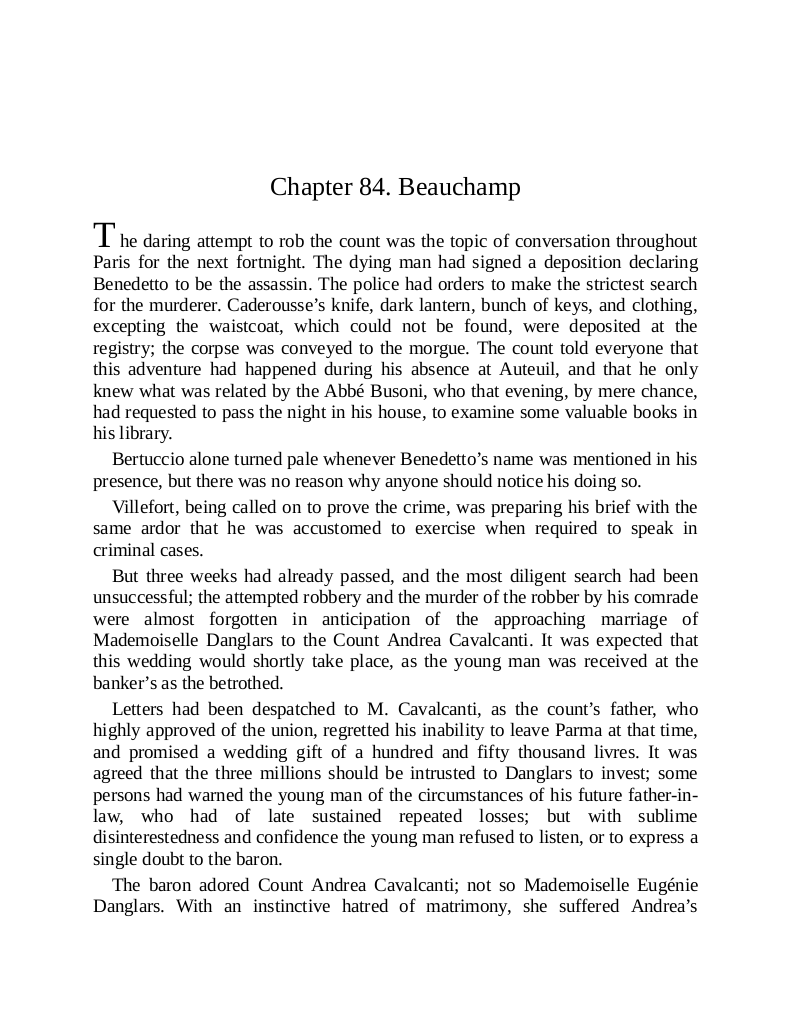 Chapter 84. Beauchamp
The daring attempt to rob the count was the topic of conversation throughout
Paris for the next fortnight. The dying man had signed a deposition declaring
Benedetto to be the assassin. The police had orders to make the strictest search
for the murderer. Caderousse’s knife, dark lantern, bunch of keys, and clothing,
excepting the waistcoat, which could not be found, were deposited at the
registry; the corpse was conveyed to the morgue. The count told everyone that
this adventure had happened during his absence at Auteuil, and that he only
knew what was related by the Abbé Busoni, who that evening, by mere chance,
had requested to pass the night in his house, to examine some valuable books in
his library.
Bertuccio alone turned pale whenever Benedetto’s name was mentioned in his
presence, but there was no reason why anyone should notice his doing so.
Villefort, being called on to prove the crime, was preparing his brief with the
same ardor that he was accustomed to exercise when required to speak in
criminal cases.
But three weeks had already passed, and the most diligent search had been
unsuccessful; the attempted robbery and the murder of the robber by his comrade
were almost forgotten in anticipation of the approaching marriage of
Mademoiselle Danglars to the Count Andrea Cavalcanti. It was expected that
this wedding would shortly take place, as the young man was received at the
banker’s as the betrothed.
Letters had been despatched to M. Cavalcanti, as the count’s father, who
highly approved of the union, regretted his inability to leave Parma at that time,
and promised a wedding gift of a hundred and fifty thousand livres. It was
agreed that the three millions should be intrusted to Danglars to invest; some
persons had warned the young man of the circumstances of his future father-in-
law, who had of late sustained repeated losses; but with sublime
disinterestedness and confidence the young man refused to listen, or to express a
single doubt to the baron.
The baron adored Count Andrea Cavalcanti; not so Mademoiselle Eugénie
Danglars. With an instinctive hatred of matrimony, she suffered Andrea’s